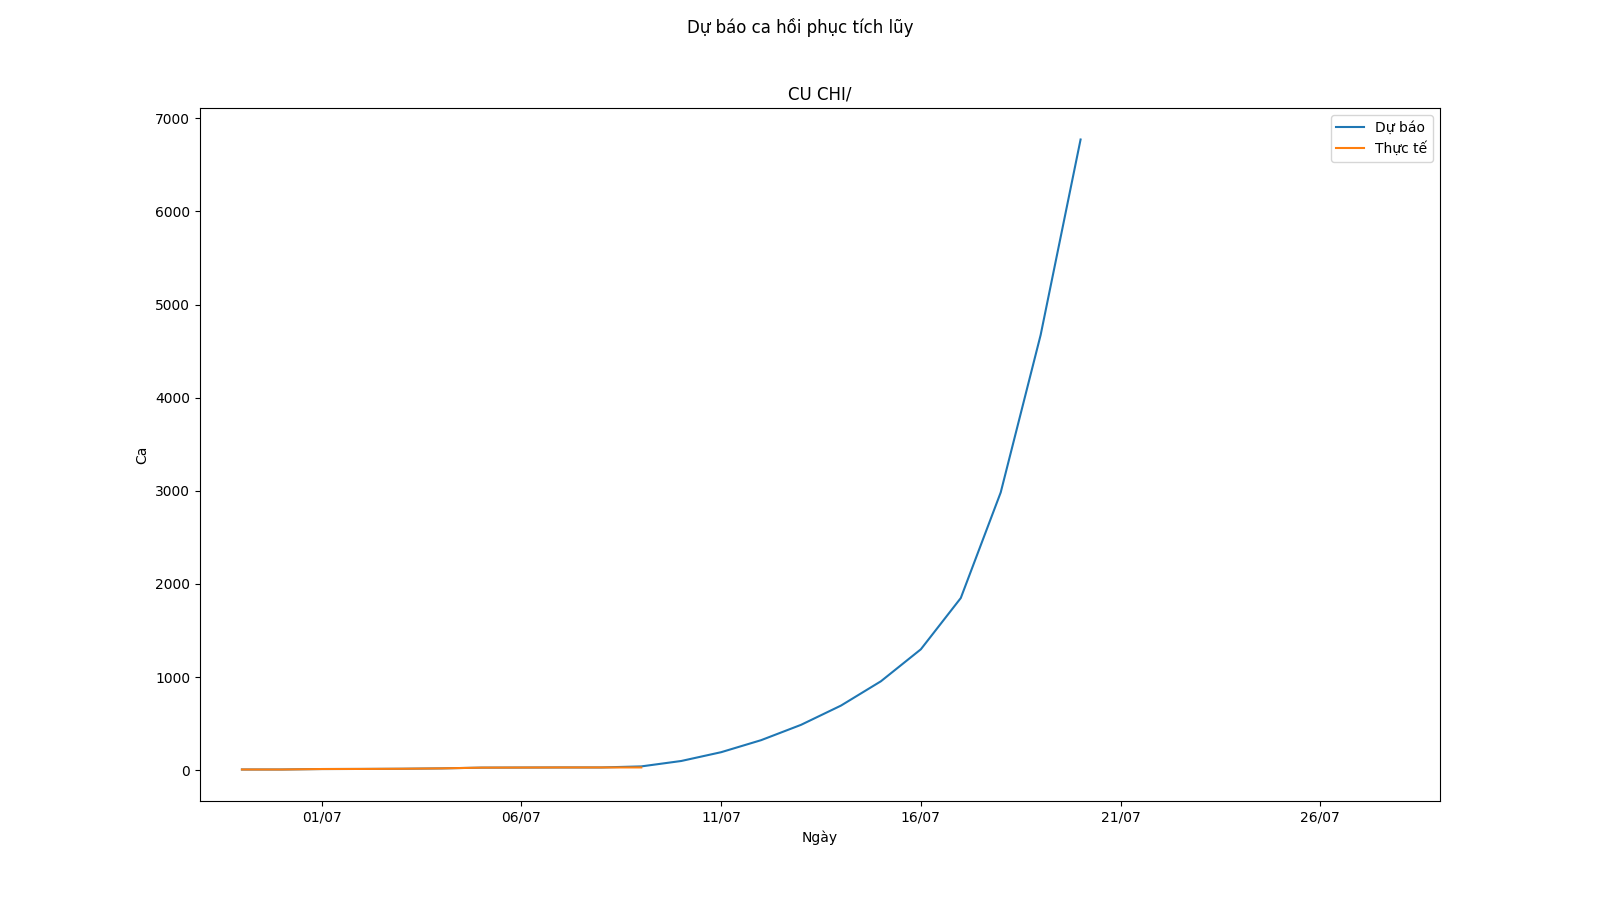 Dự báo ca hồi phục tích lũy
CU CHI/
7000
6000
5000
4000
3000
2000
1000
0
Ca
Dự báo
Thực tế
01/07
06/07
11/07
16/07
21/07
26/07
Ngày